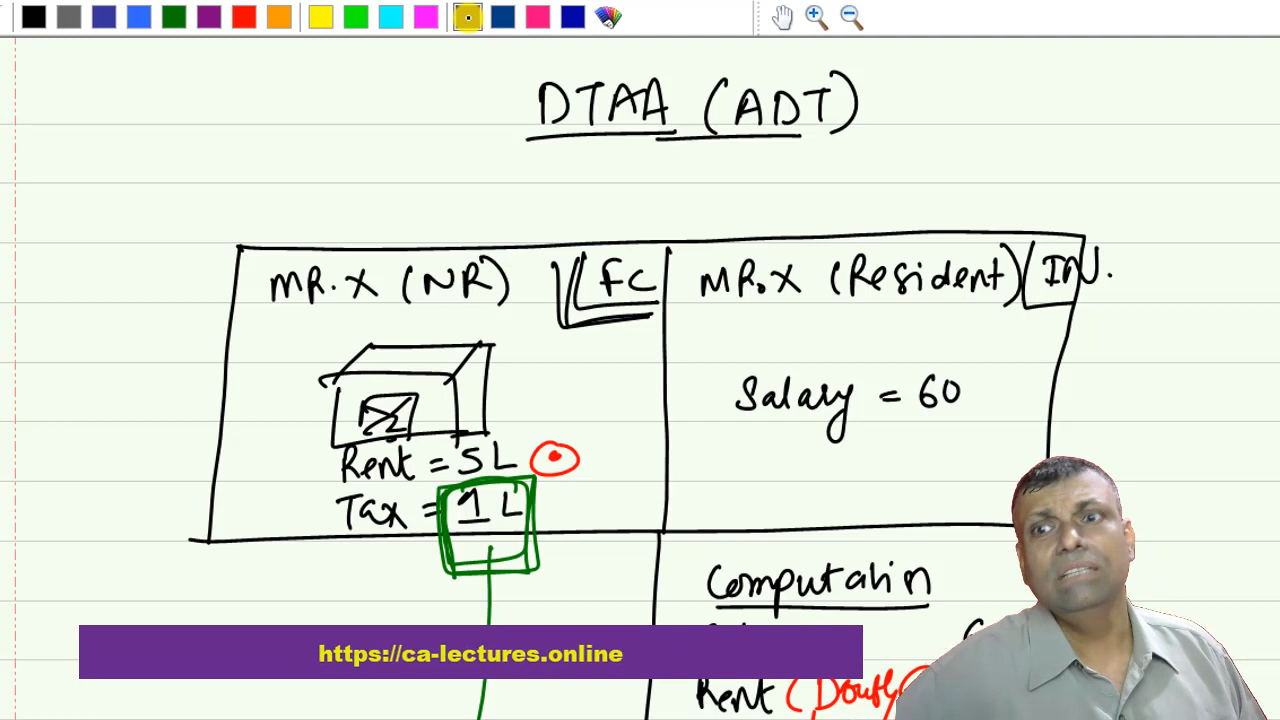 DTAA (ADT)
MR.X (NR) FC
MR.X (Resident) IN.
Rent = 5 L
Tax = 1 L
Salary = 60
Computation
Rent (Doubly
https://ca-lectures.online